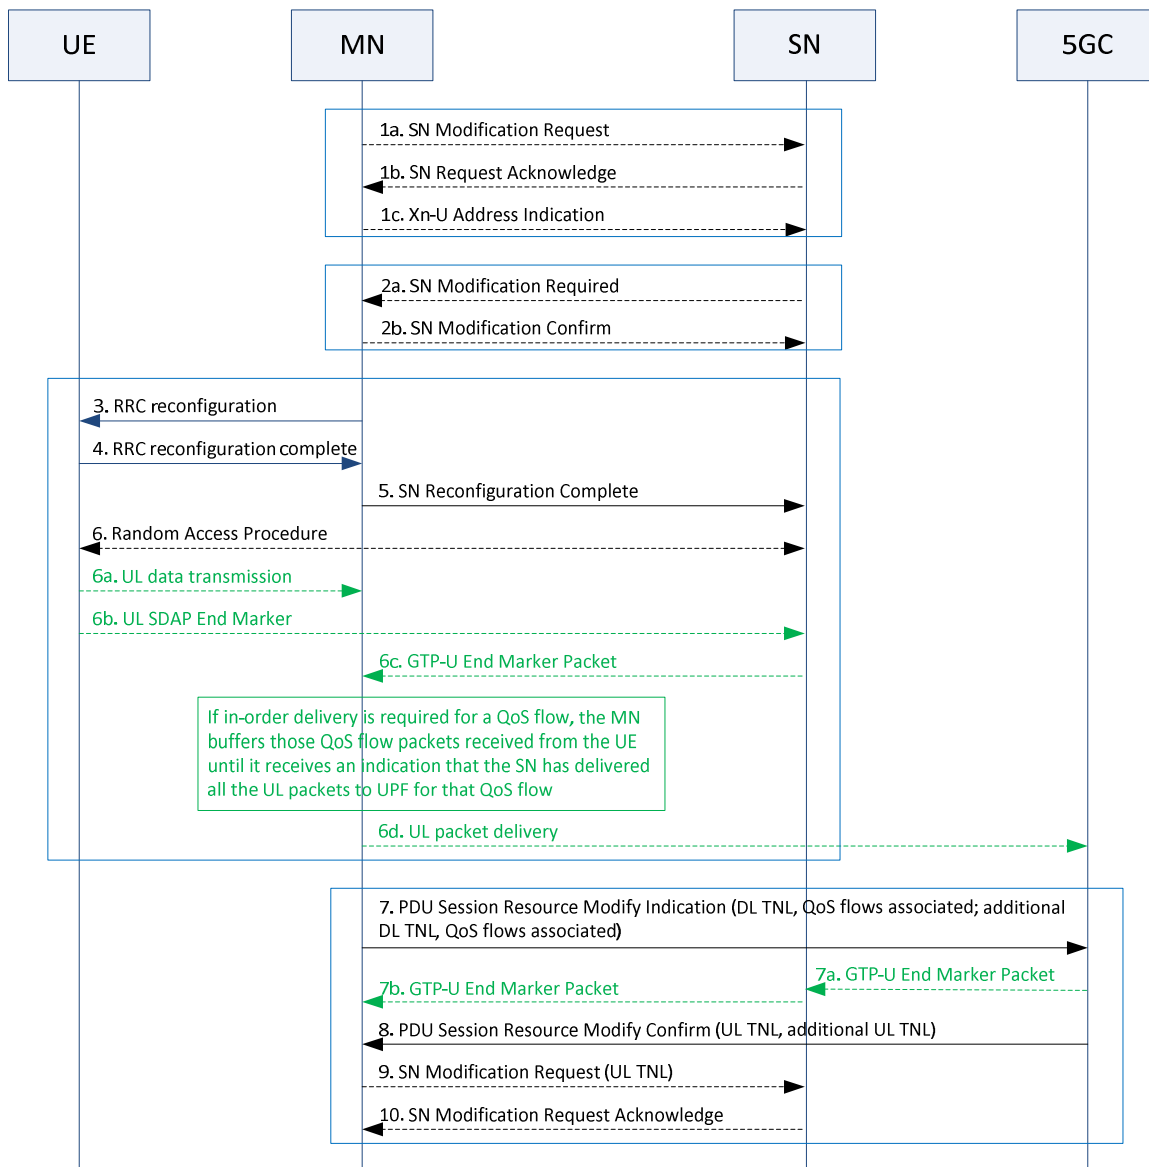 UE
MN
SN
5GC
1a. SN Modification Request
1b. SN Request Acknowledge
1c. Xn-U Address Indication
2a. SN Modification Required
2b. SN Modification Confirm
3. RRC reconfiguration
4. RRC reconfiguration complete
5. SN Reconfiguration Complete
6. Random Access Procedure
6a. UL data transmission
6b. UL SDAP End Marker
6c. GTP-U End Marker Packet
If in-order delivery is required for a QoS flow, the MN
buffers those QoS flow packets received from the UE
until it receives an indication that the SN has delivered
all the UL packets to UPF for that QoS flow
6d. UL packet delivery
7. PDU Session Resource Modify Indication (DL TNL, QoS flows associated; additional
DL TNL, QoS flows associated)
7a. GTP-U End Marker Packet
7b. GTP-U End Marker Packet
8. PDU Session Resource Modify Confirm (UL TNL, additional UL TNL)
9. SN Modification Request (UL TNL)
10. SN Modification Request Acknowledge